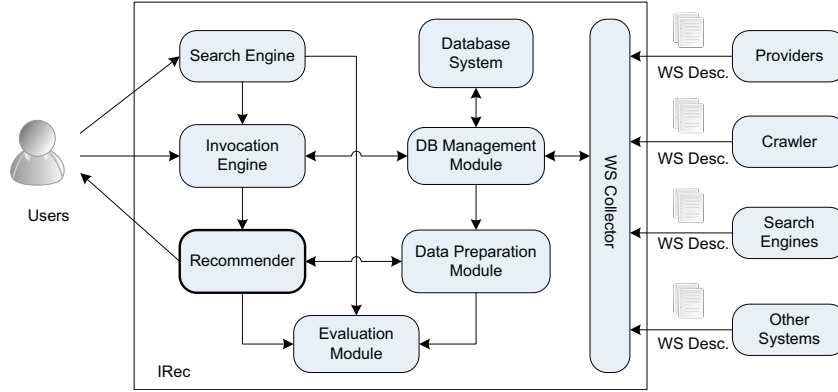 Search Engine
Database
System
Providers
WS Desc.
Invocation
Engine
DB Management
Module
Crawler
WS Desc.
Users
WS Collector
Search
Engines
WS Desc.
Recommender
Data Preparation
Module
Evaluation
Module
Other
Systems
WS Desc.
IRec